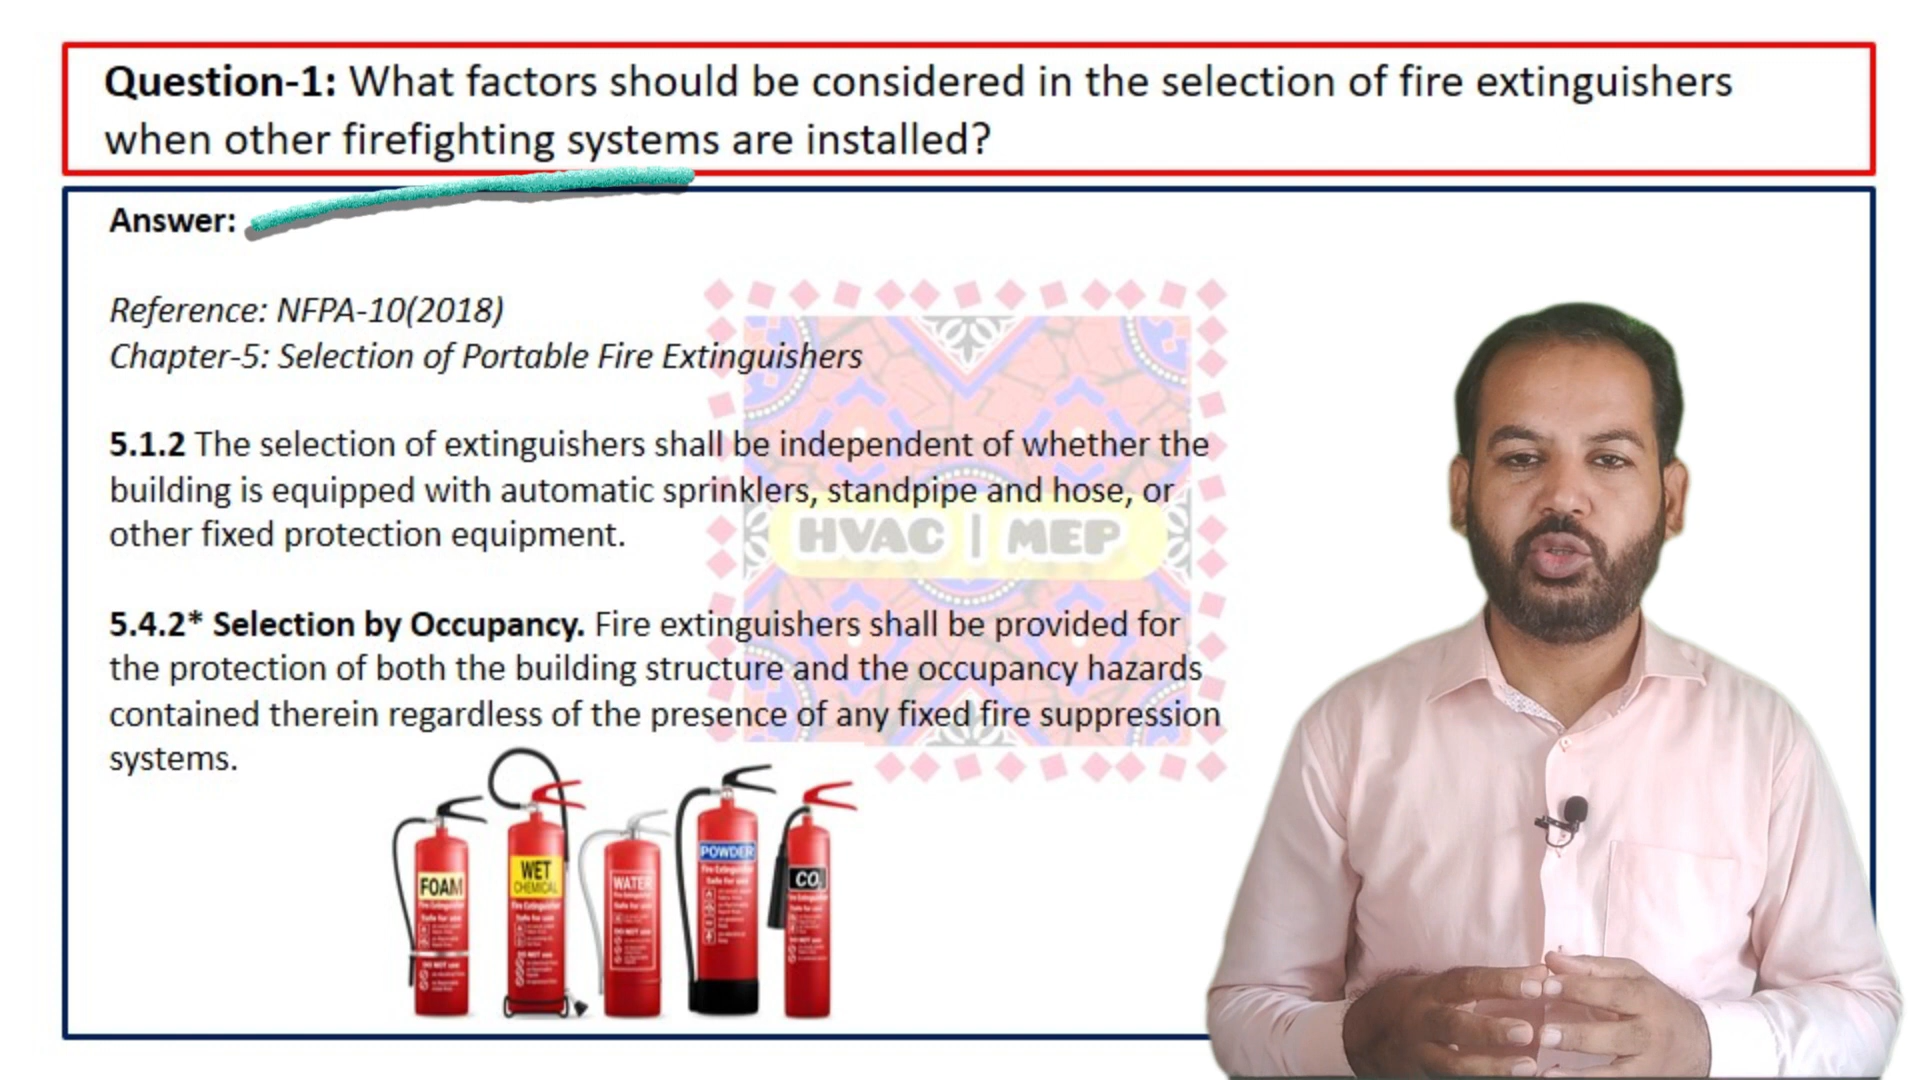 Question-1: What factors should be considered in the selection of fire extinguishers
when other firefighting systems are installed?
Answer:
Reference: NFPA-10(2018)
Chapter-5: Selection of Portable Fire Extinguishers
5.1.2 The selection of extinguishers shall be independent of whether the
building is equipped with automatic sprinklers, standpipe and hose, or
other fixed protection equipment.
HVAC | MEP
5.4.2* Selection by Occupancy. Fire extinguishers shall be provided for
the protection of both the building structure and the occupancy hazards
contained therein regardless of the presence of any fixed fire suppression
systems.
FOAM
WET
CHEMICAL
WATER
POWDER
CO₂